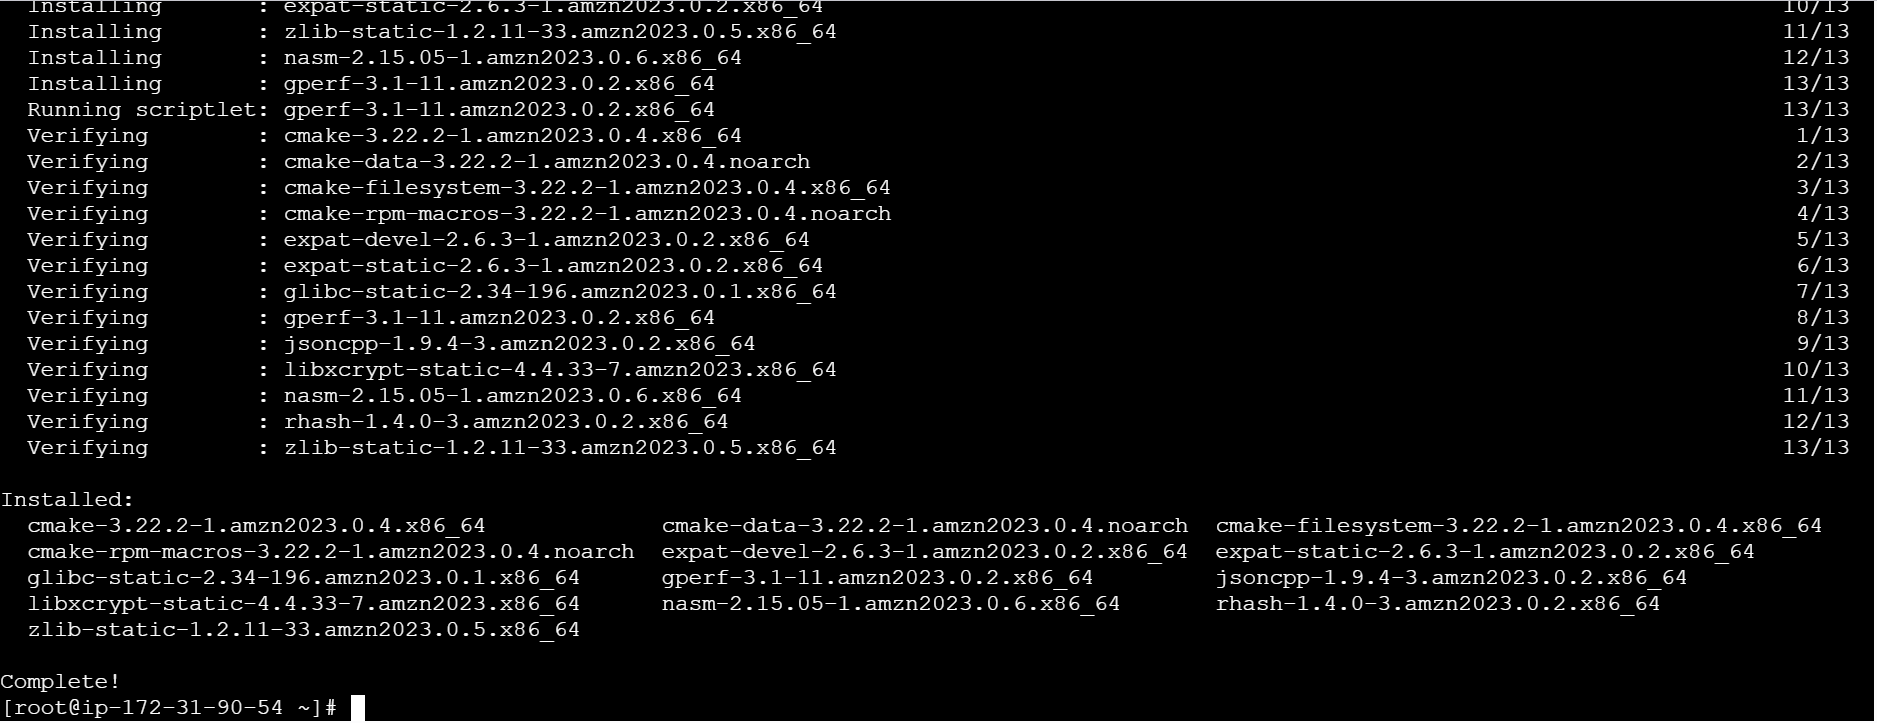 Installing : expat-static-2.6.3-1.amzn2023.0.2.x86_64 10/13
Installing : zlib-static-1.2.11-33.amzn2023.0.5.x86_64 11/13
Installing : nasm-2.15.05-1.amzn2023.0.6.x86_64 12/13
Installing : gperf-3.1-11.amzn2023.0.2.x86_64 13/13
Running scriptlet: gperf-3.1-11.amzn2023.0.2.x86_64 13/13
Verifying : cmake-3.22.2-1.amzn2023.0.4.x86_64 1/13
Verifying : cmake-data-3.22.2-1.amzn2023.0.4.noarch 2/13
Verifying : cmake-filesystem-3.22.2-1.amzn2023.0.4.x86_64 3/13
Verifying : cmake-rpm-macros-3.22.2-1.amzn2023.0.4.noarch 4/13
Verifying : expat-devel-2.6.3-1.amzn2023.0.2.x86_64 5/13
Verifying : expat-static-2.6.3-1.amzn2023.0.2.x86_64 6/13
Verifying : glibc-static-2.34-196.amzn2023.0.1.x86_64 7/13
Verifying : gperf-3.1-11.amzn2023.0.2.x86_64 8/13
Verifying : jsoncpp-1.9.4-3.amzn2023.0.2.x86_64 9/13
Verifying : libxcrypt-static-4.4.33-7.amzn2023.x86_64 10/13
Verifying : nasm-2.15.05-1.amzn2023.0.6.x86_64 11/13
Verifying : rhash-1.4.0-3.amzn2023.0.2.x86_64 12/13
Verifying : zlib-static-1.2.11-33.amzn2023.0.5.x86_64 13/13
Installed:
cmake-3.22.2-1.amzn2023.0.4.x86_64 cmake-data-3.22.2-1.amzn2023.0.4.noarch cmake-filesystem-3.22.2-1.amzn2023.0.4.x86_64
cmake-rpm-macros-3.22.2-1.amzn2023.0.4.noarch expat-devel-2.6.3-1.amzn2023.0.2.x86_64 expat-static-2.6.3-1.amzn2023.0.2.x86_64
glibc-static-2.34-196.amzn2023.0.1.x86_64 gperf-3.1-11.amzn2023.0.2.x86_64 jsoncpp-1.9.4-3.amzn2023.0.2.x86_64
libxcrypt-static-4.4.33-7.amzn2023.x86_64 nasm-2.15.05-1.amzn2023.0.6.x86_64 rhash-1.4.0-3.amzn2023.0.2.x86_64
zlib-static-1.2.11-33.amzn2023.0.5.x86_64
Complete!
[root@ip-172-31-90-54 ~]#